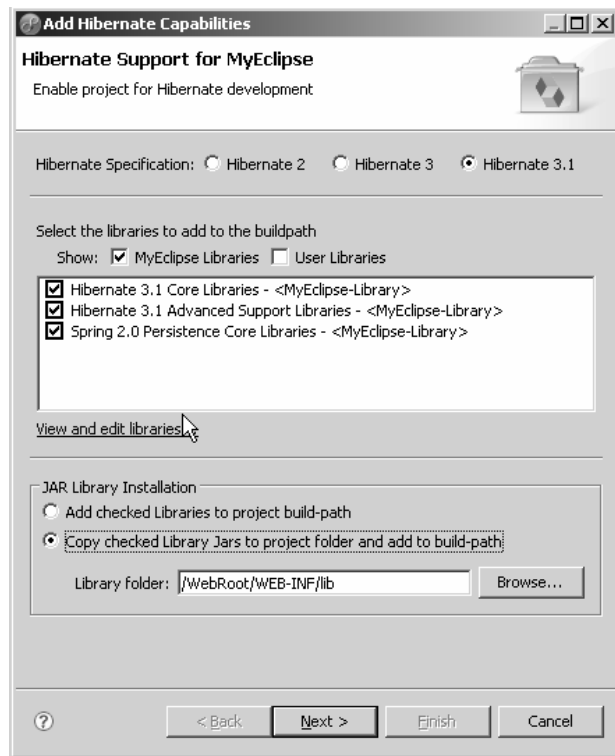 Add Hibernate Capabilities
Hibernate Support for MyEclipse
Enable project for Hibernate development
Hibernate Specification: Hibernate 2 Hibernate 3 Hibernate 3.1
Select the libraries to add to the buildpath
Show: MyEclipse Libraries User Libraries
Hibernate 3.1 Core Libraries - <MyEclipse-Library>
Hibernate 3.1 Advanced Support Libraries - <MyEclipse-Library>
Spring 2.0 Persistence Core Libraries - <MyEclipse-Library>
View and edit libraries
JAR Library Installation
Add checked Libraries to project build-path
Copy checked Library Jars to project folder and add to build-path
Library folder: /WebRoot/WEB-INF/lib Browse...
? < Back Next > Finish Cancel